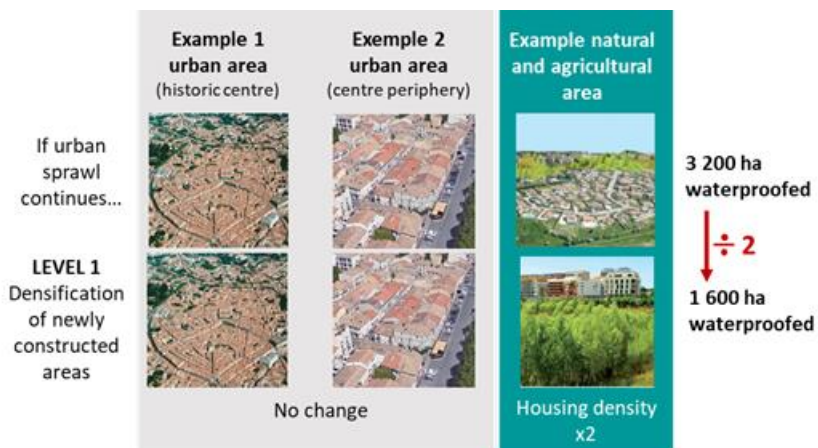 Example 1
urban area
(historic centre)
Exemple 2
urban area
(centre periphery)
Example natural
and agricultural
area
If urban
sprawl
continues…
3 200 ha
waterproofed
÷ 2
LEVEL 1
Densification
of newly
constructed
areas
1 600 ha
waterproofed
No change
Housing density
x2